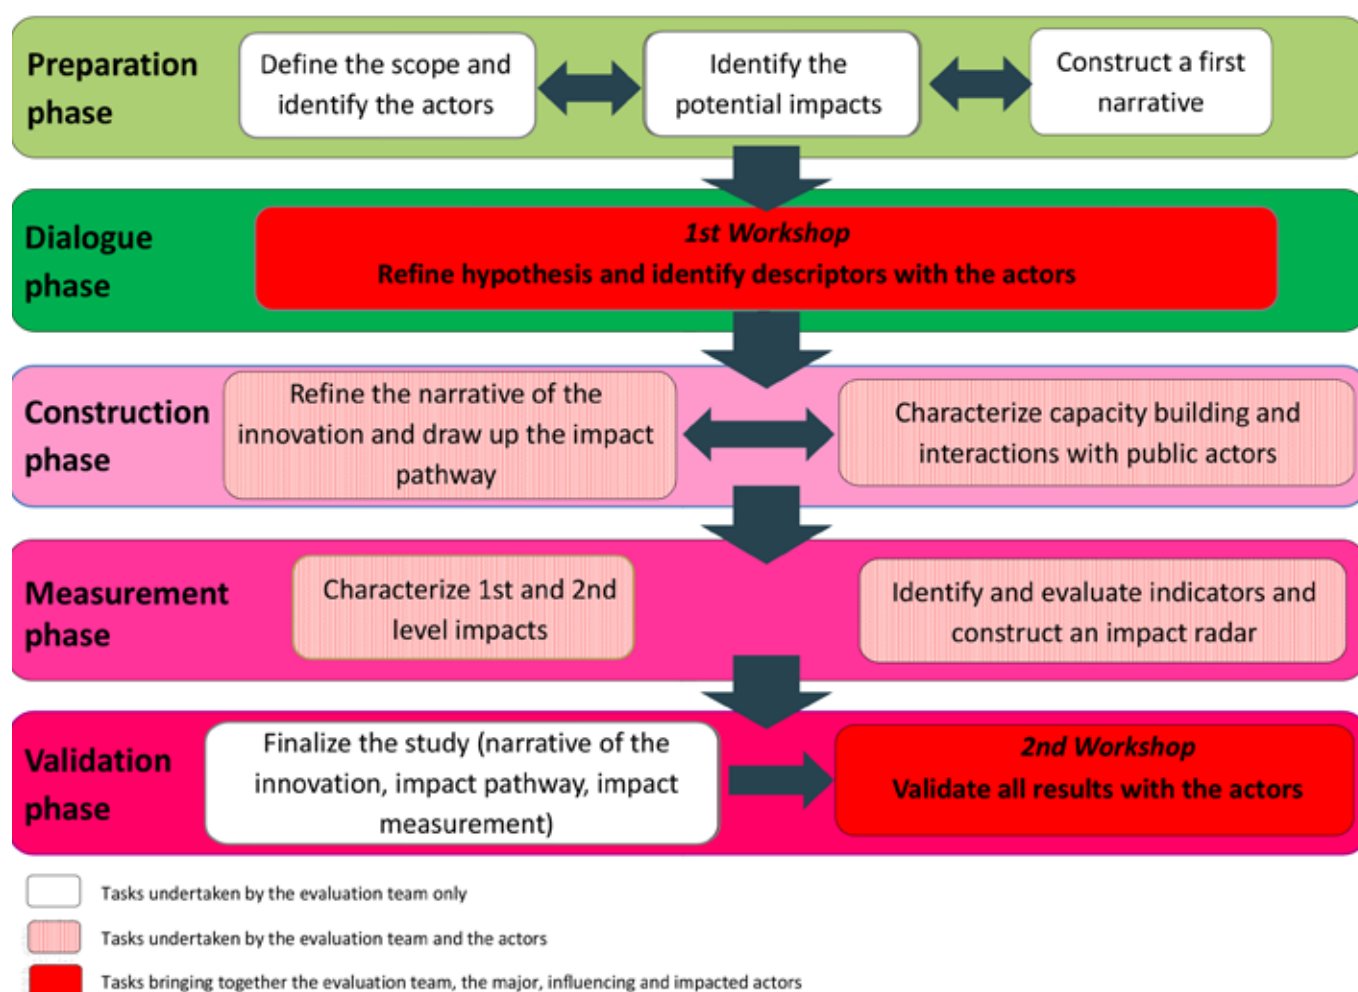 Preparation
phase
Define the scope and
identify the actors
Identify the
potential impacts
Construct a first
narrative
Dialogue
phase
1st Workshop
Refine hypothesis and identify descriptors with the actors
Construction
phase
Refine the narrative of the
innovation and draw up the impact
pathway
Characterize capacity building and
interactions with public actors
Measurement
phase
Characterize 1st and 2nd
level impacts
Identify and evaluate indicators and
construct an impact radar
Validation
phase
Finalize the study (narrative of the
innovation, impact pathway, impact
measurement)
2nd Workshop
Validate all results with the actors
Tasks undertaken by the evaluation team only
Tasks undertaken by the evaluation team and the actors
Tasks bringing together the evaluation team, the major, influencing and impacted actors